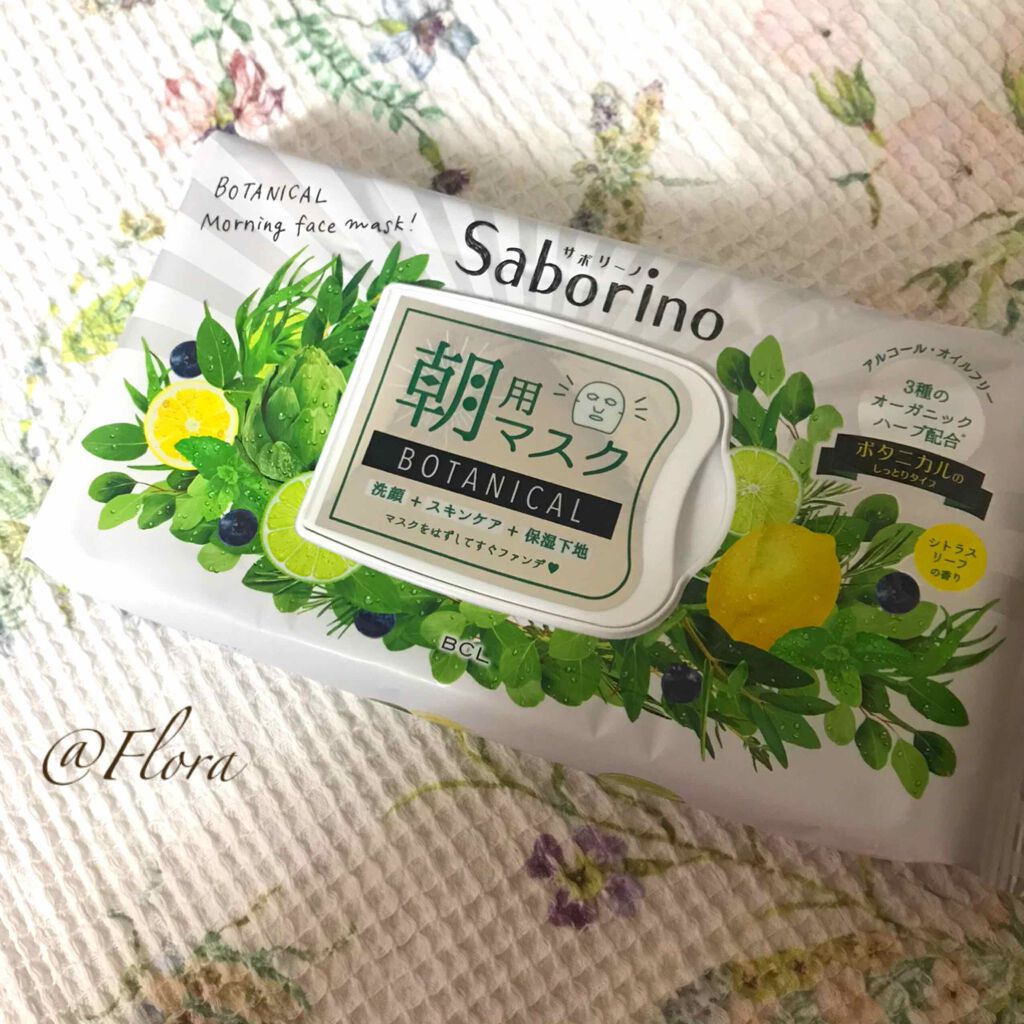 BOTANICAL
Morning face mask!
サボリーノ
Saborino
朝用
マスク
BOTANICAL
洗顔 + スキンケア + 保湿下地
マスクをはずしてすぐファンデ♥
アルコール・オイルフリー
3種の
オーガニック
ハーブ配合*
ボタニカルの
しっとりタイプ
シトラス
リーフ
の香り
BCL
@Flora